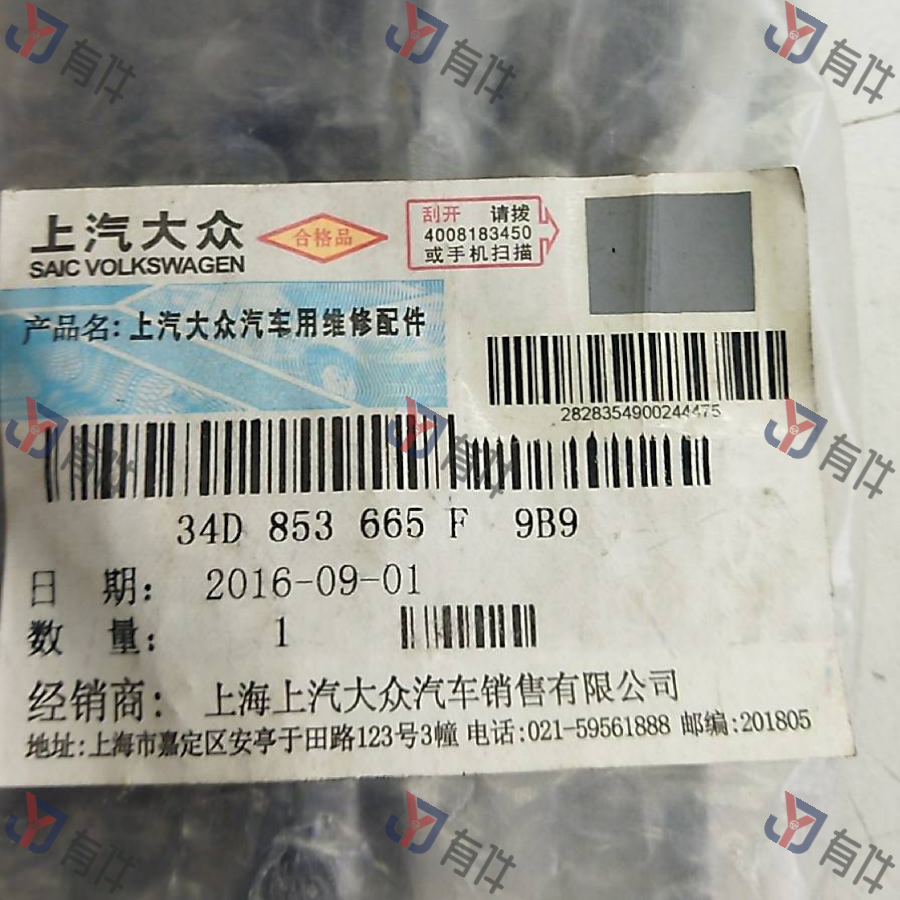 有件
有件
有件
上汽大众
SAIC VOLKSWAGEN
合格品
刮开 请拨
4008183450
或手机扫描
产品名: 上汽大众汽车用维修配件
2828354900244475
有件
有件
有件
34D 853 665 F 9B9
日 期: 2016-09-01
数 量: 1
经销商: 上海上汽大众汽车销售有限公司
地址:上海市嘉定区安亭于田路123号3幢 电话:021-59561888 邮编:201805
有件
有件
有件